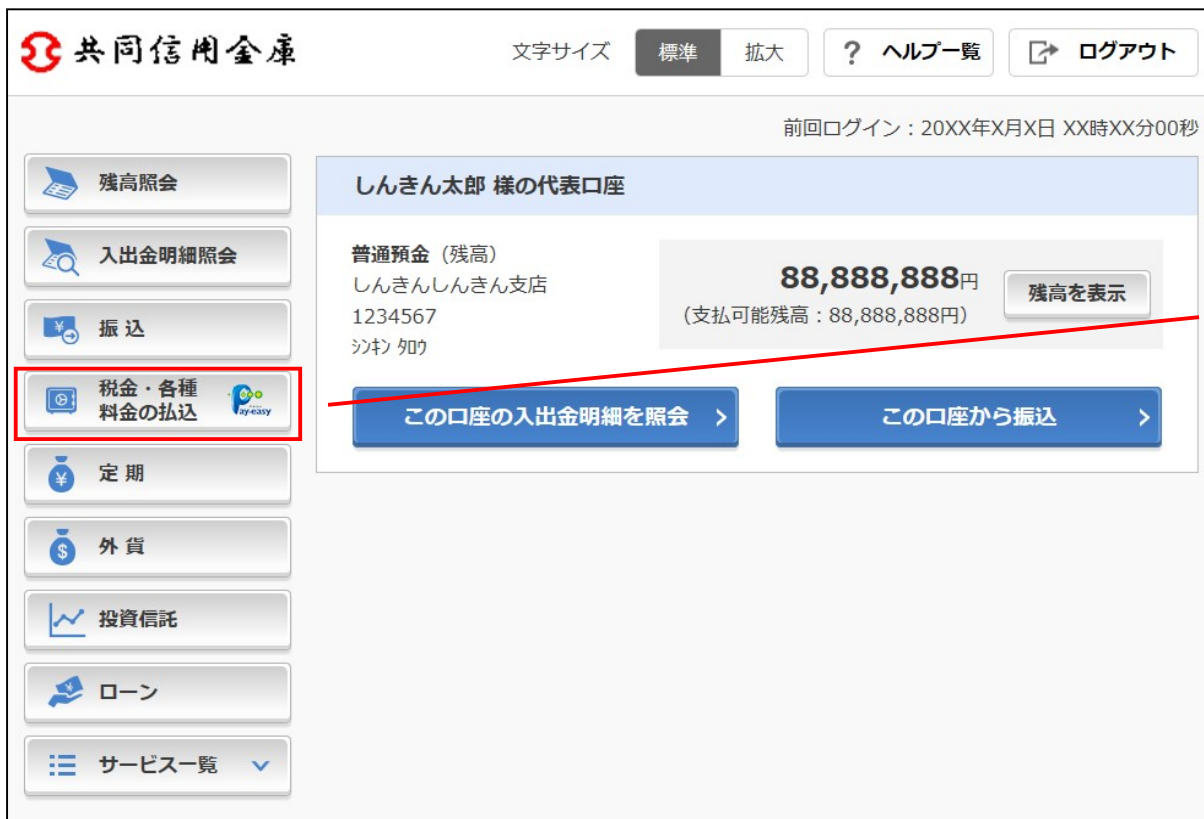 共同信用金庫
文字サイズ 標準 拡大 ? ヘルプ一覧 ログアウト
前回ログイン：20XX年X月X日 XX時XX分00秒
残高照会
入出金明細照会
振込
税金・各種
料金の払込
Pay-easy
定期
外貨
投資信託
ローン
サービス一覧
しんきん太郎 様の代表口座
普通預金（残高）
しんきんしんきん支店
1234567
ｼﾝｷﾝ ﾀﾛｳ
88,888,888円
（支払可能残高：88,888,888円）
残高を表示
この口座の入出金明細を照会
この口座から振込